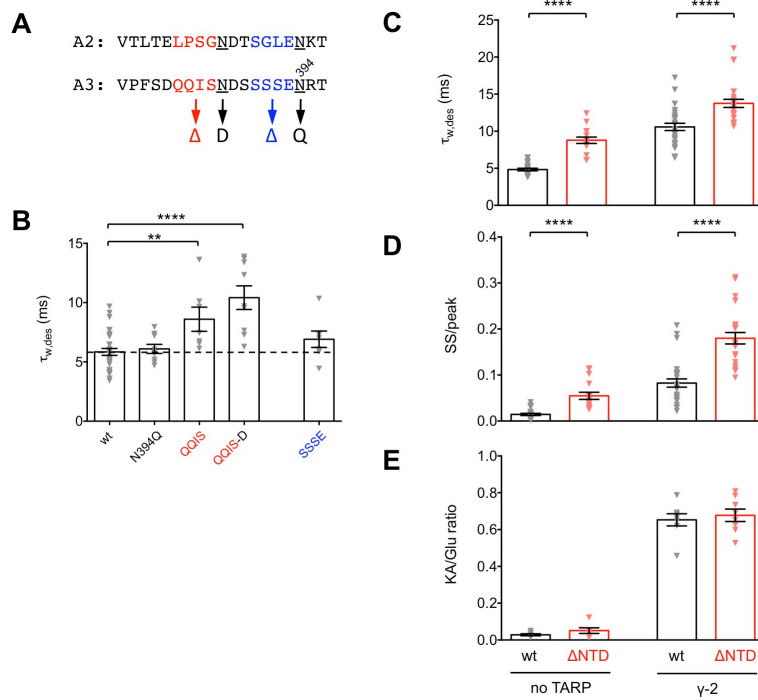 A
A2: VTLTELPSGNDTSGLENKT
394
A3: VPFSDQQISNDSSSSENRT
Δ D Δ Q
B
****
**
15
10
5
0
τw,des (ms)
wt N394Q QQIS QQIS-D SSSE
C
**** ****
25
20
15
10
5
0
τw,des (ms)
D
**** ****
0.4
0.3
0.2
0.1
0.0
SS/peak
E
1.0
0.8
0.6
0.4
0.2
0.0
KA/Glu ratio
wt ΔNTD wt ΔNTD
no TARP γ-2